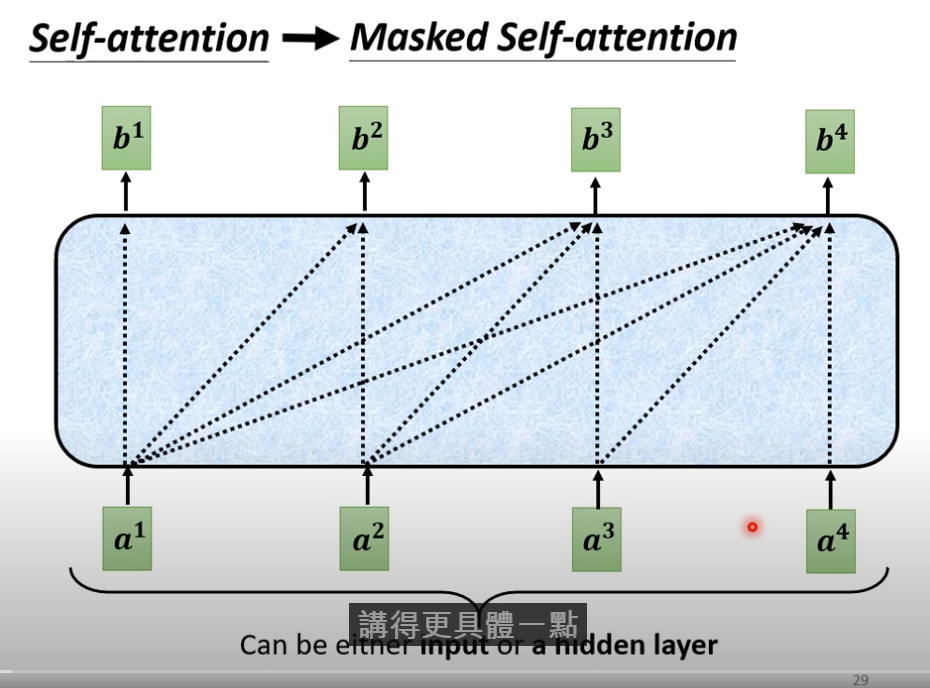 Self-attention → Masked Self-attention
b¹ b² b³ b⁴
a¹ a² a³ a⁴
講得更具體一點
Can be either input or a hidden layer
29